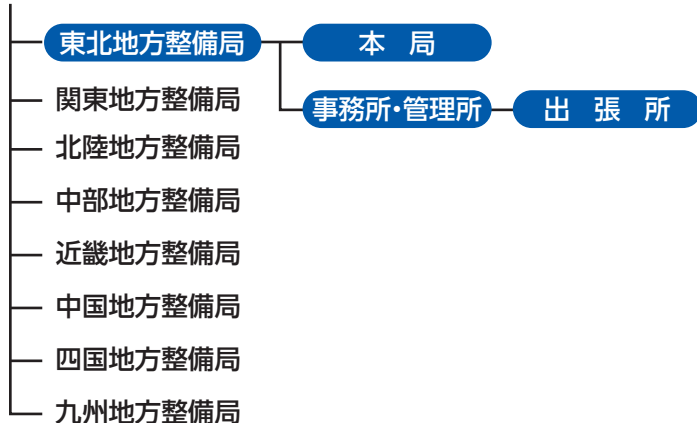 東北地方整備局
本 局
関東地方整備局
事務所・管理所
出 張 所
北陸地方整備局
中部地方整備局
近畿地方整備局
中国地方整備局
四国地方整備局
九州地方整備局